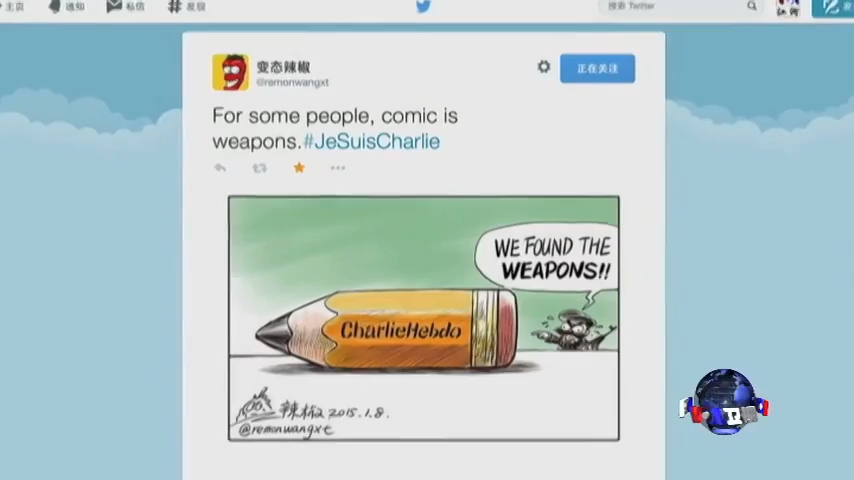 主页 通知 私信 发现
搜索 Twitter
变态辣椒
@remonwangxt
正在关注
For some people, comic is
weapons.#JeSuisCharlie
WE FOUND THE
WEAPONS!!
CharlieHebdo
辣椒 2015.1.8.
@remonwangxt